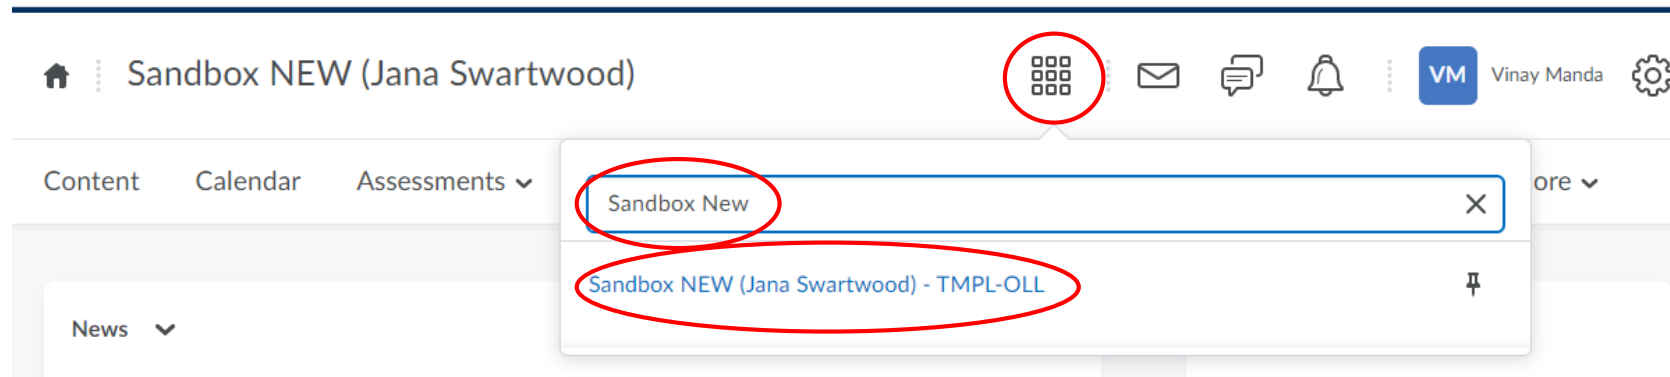 Sandbox NEW (Jana Swartwood)
VM Vinay Manda
Content Calendar Assessments ore
Sandbox New
Sandbox NEW (Jana Swartwood) - TMPL-OLL
News